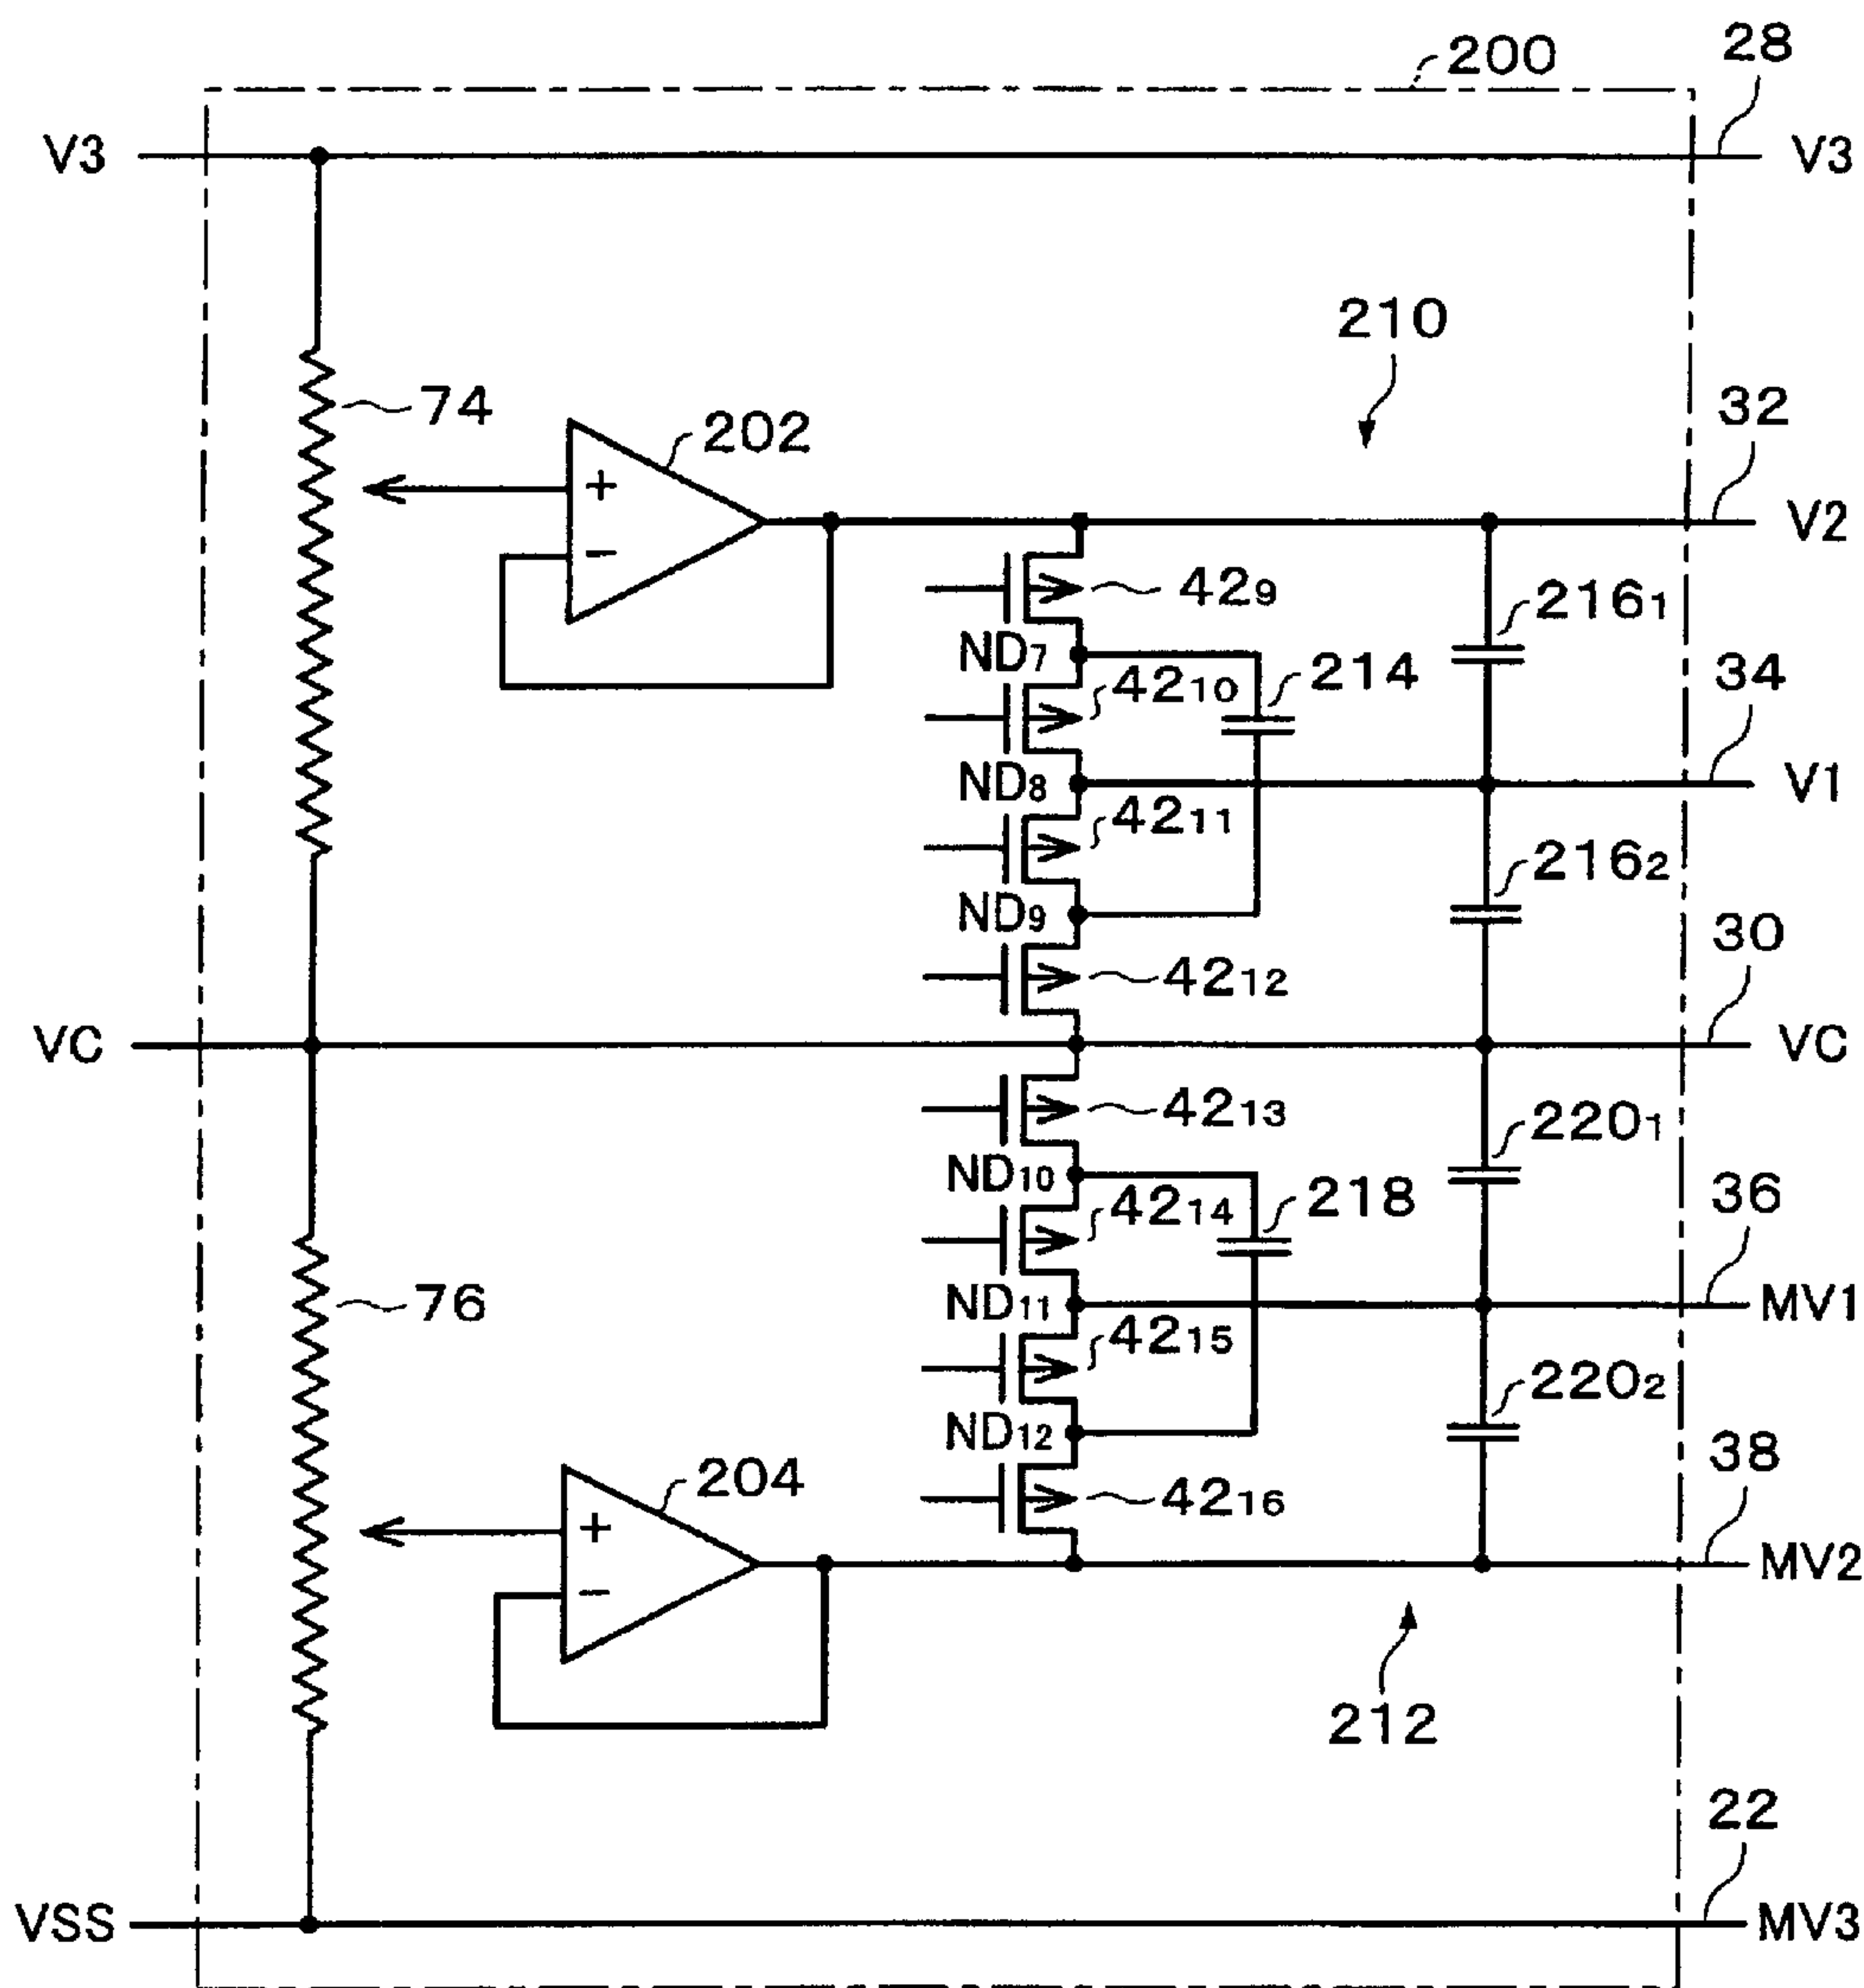 200
28
V3
V3
210
74
202
32
+
V2
−
42₉
216₁
ND₇
42₁₀
214
34
ND₈
V1
42₁₁
216₂
ND₉
30
42₁₂
VC
VC
42₁₃
220₁
ND₁₀
36
42₁₄
218
76
ND₁₁
MV1
42₁₅
220₂
ND₁₂
38
204
42₁₆
+
MV2
−
212
22
VSS
MV3